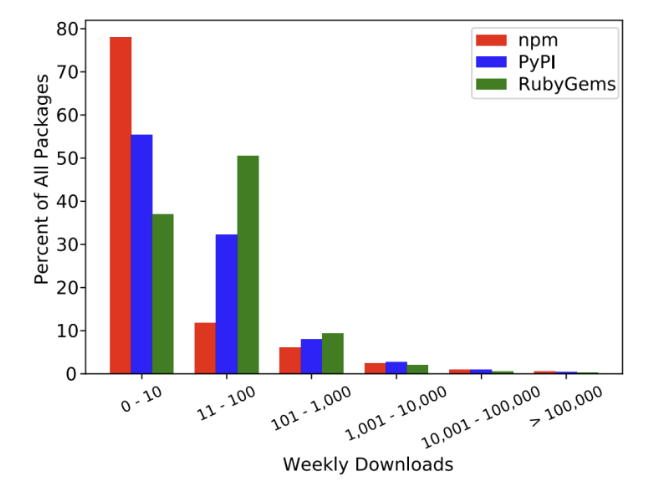 80
70
60
50
40
30
20
10
0
Percent of All Packages
npm
PyPI
RubyGems
0 - 10
11 - 100
101 - 1,000
1,001 - 10,000
10,001 - 100,000
> 100,000
Weekly Downloads